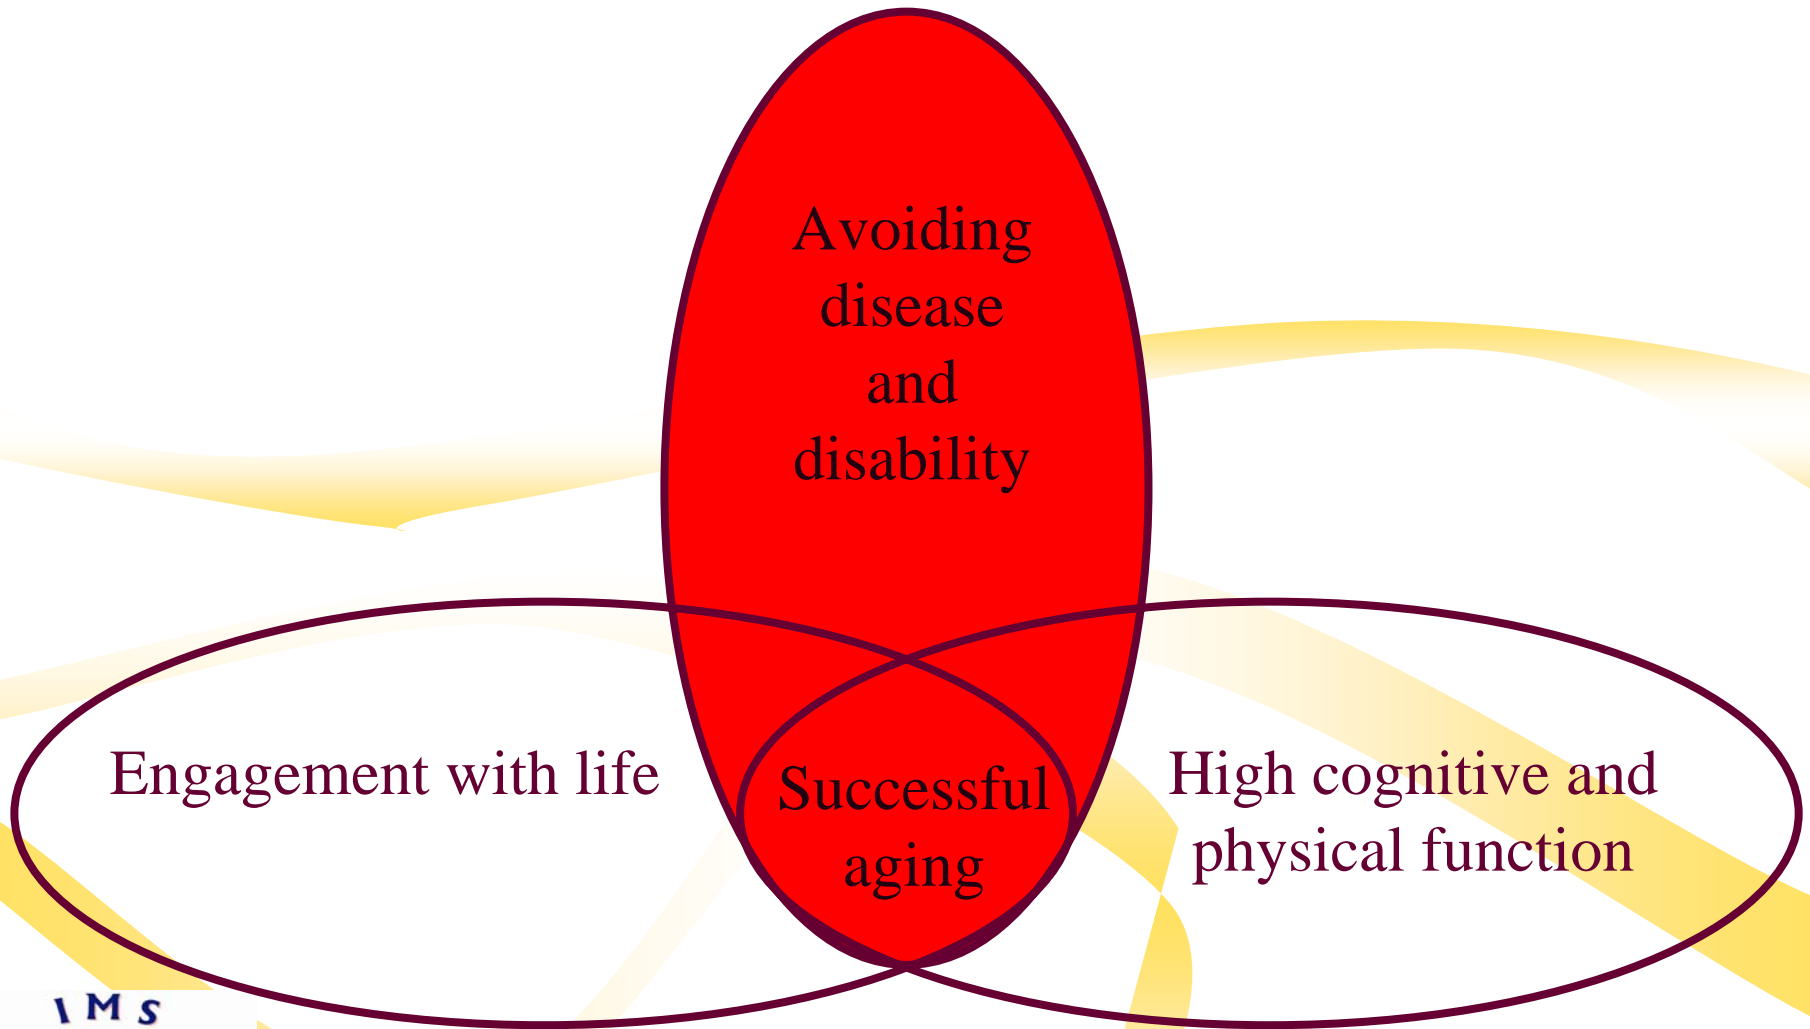 Avoiding
disease
and
disability
Engagement with life
Successful
aging
High cognitive and
physical function
IMS